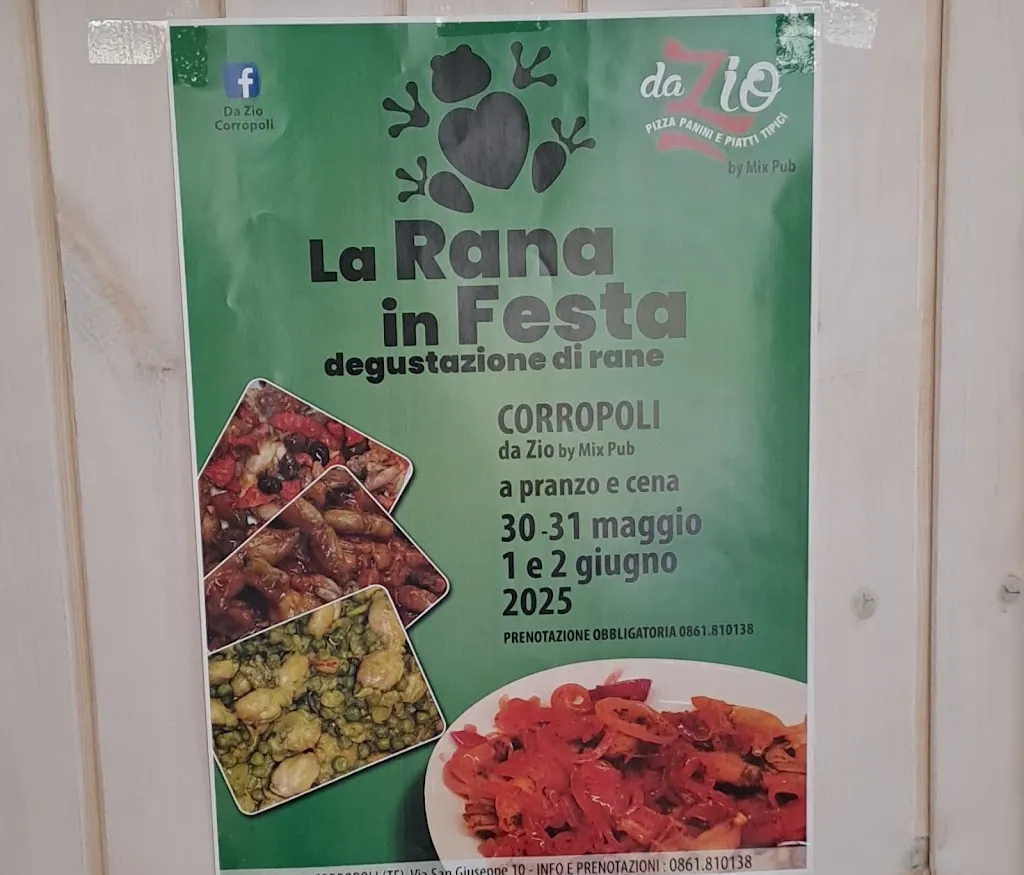 Da Zio
Corropoli
da Zio
PIZZA PANINI E PIATTI TIPICI
by Mix Pub
La Rana
in Festa
degustazione di rane
CORROPOLI
da Zio by Mix Pub
a pranzo e cena
30-31 maggio
1 e 2 giugno
2025
PRENOTAZIONE OBBLIGATORIA 0861.810138
CORROPOLI (TE) Via San Giuseppe 10 - INFO E PRENOTAZIONI : 0861.810138